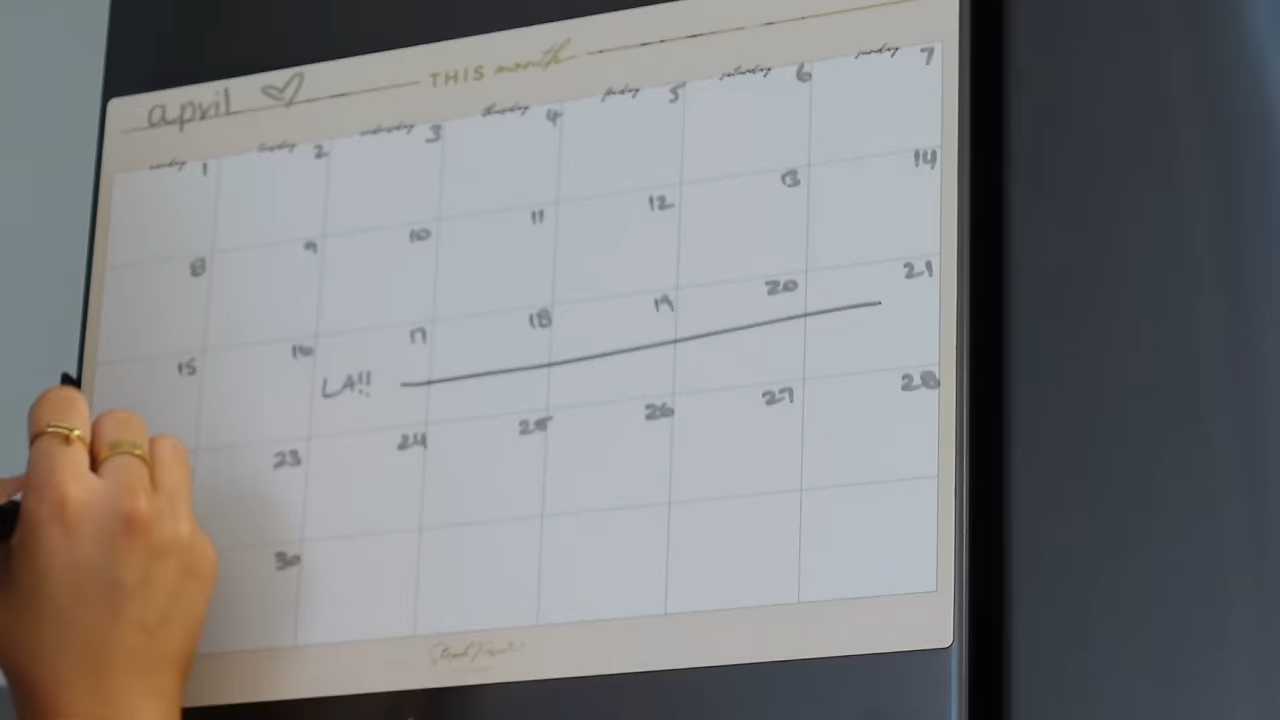 april ♡ THIS month
monday tuesday wednesday thursday friday saturday sunday
1 2 3 4 5 6 7
8 9 10 11 12 13 14
15 16 17 18 19 20 21
LA!!
23 24 25 26 27 28
30